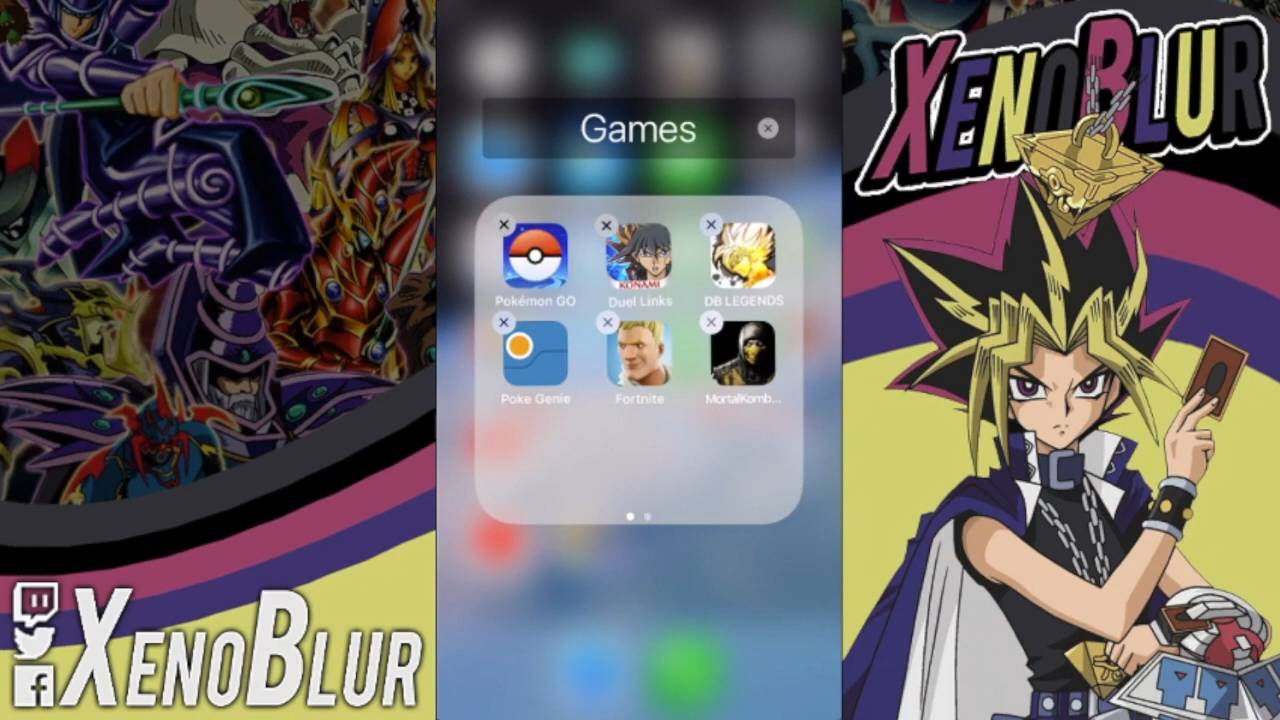 Games
XENOBLUR
KONAMI
Pokémon GO
Duel Links
DB LEGENDS
Poke Genie
Fortnite
MortalKomb...
XENOBLUR